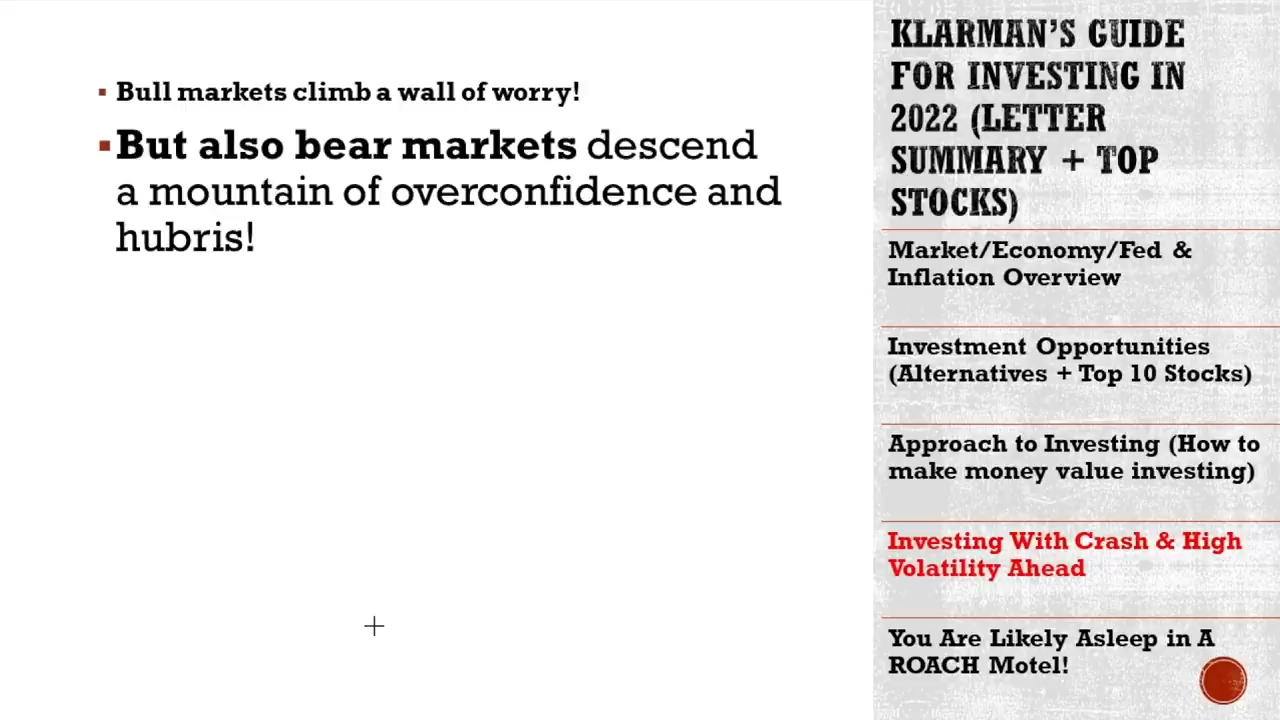 Bull markets climb a wall of worry!
But also bear markets descend
a mountain of overconfidence and
hubris!
KLARMAN'S GUIDE
FOR INVESTING IN
2022 (LETTER
SUMMARY + TOP
STOCKS)
Market/Economy/Fed &
Inflation Overview
Investment Opportunities
(Alternatives + Top 10 Stocks)
Approach to Investing (How to
make money value investing)
Investing With Crash & High
Volatility Ahead
You Are Likely Asleep in A
ROACH Motel!